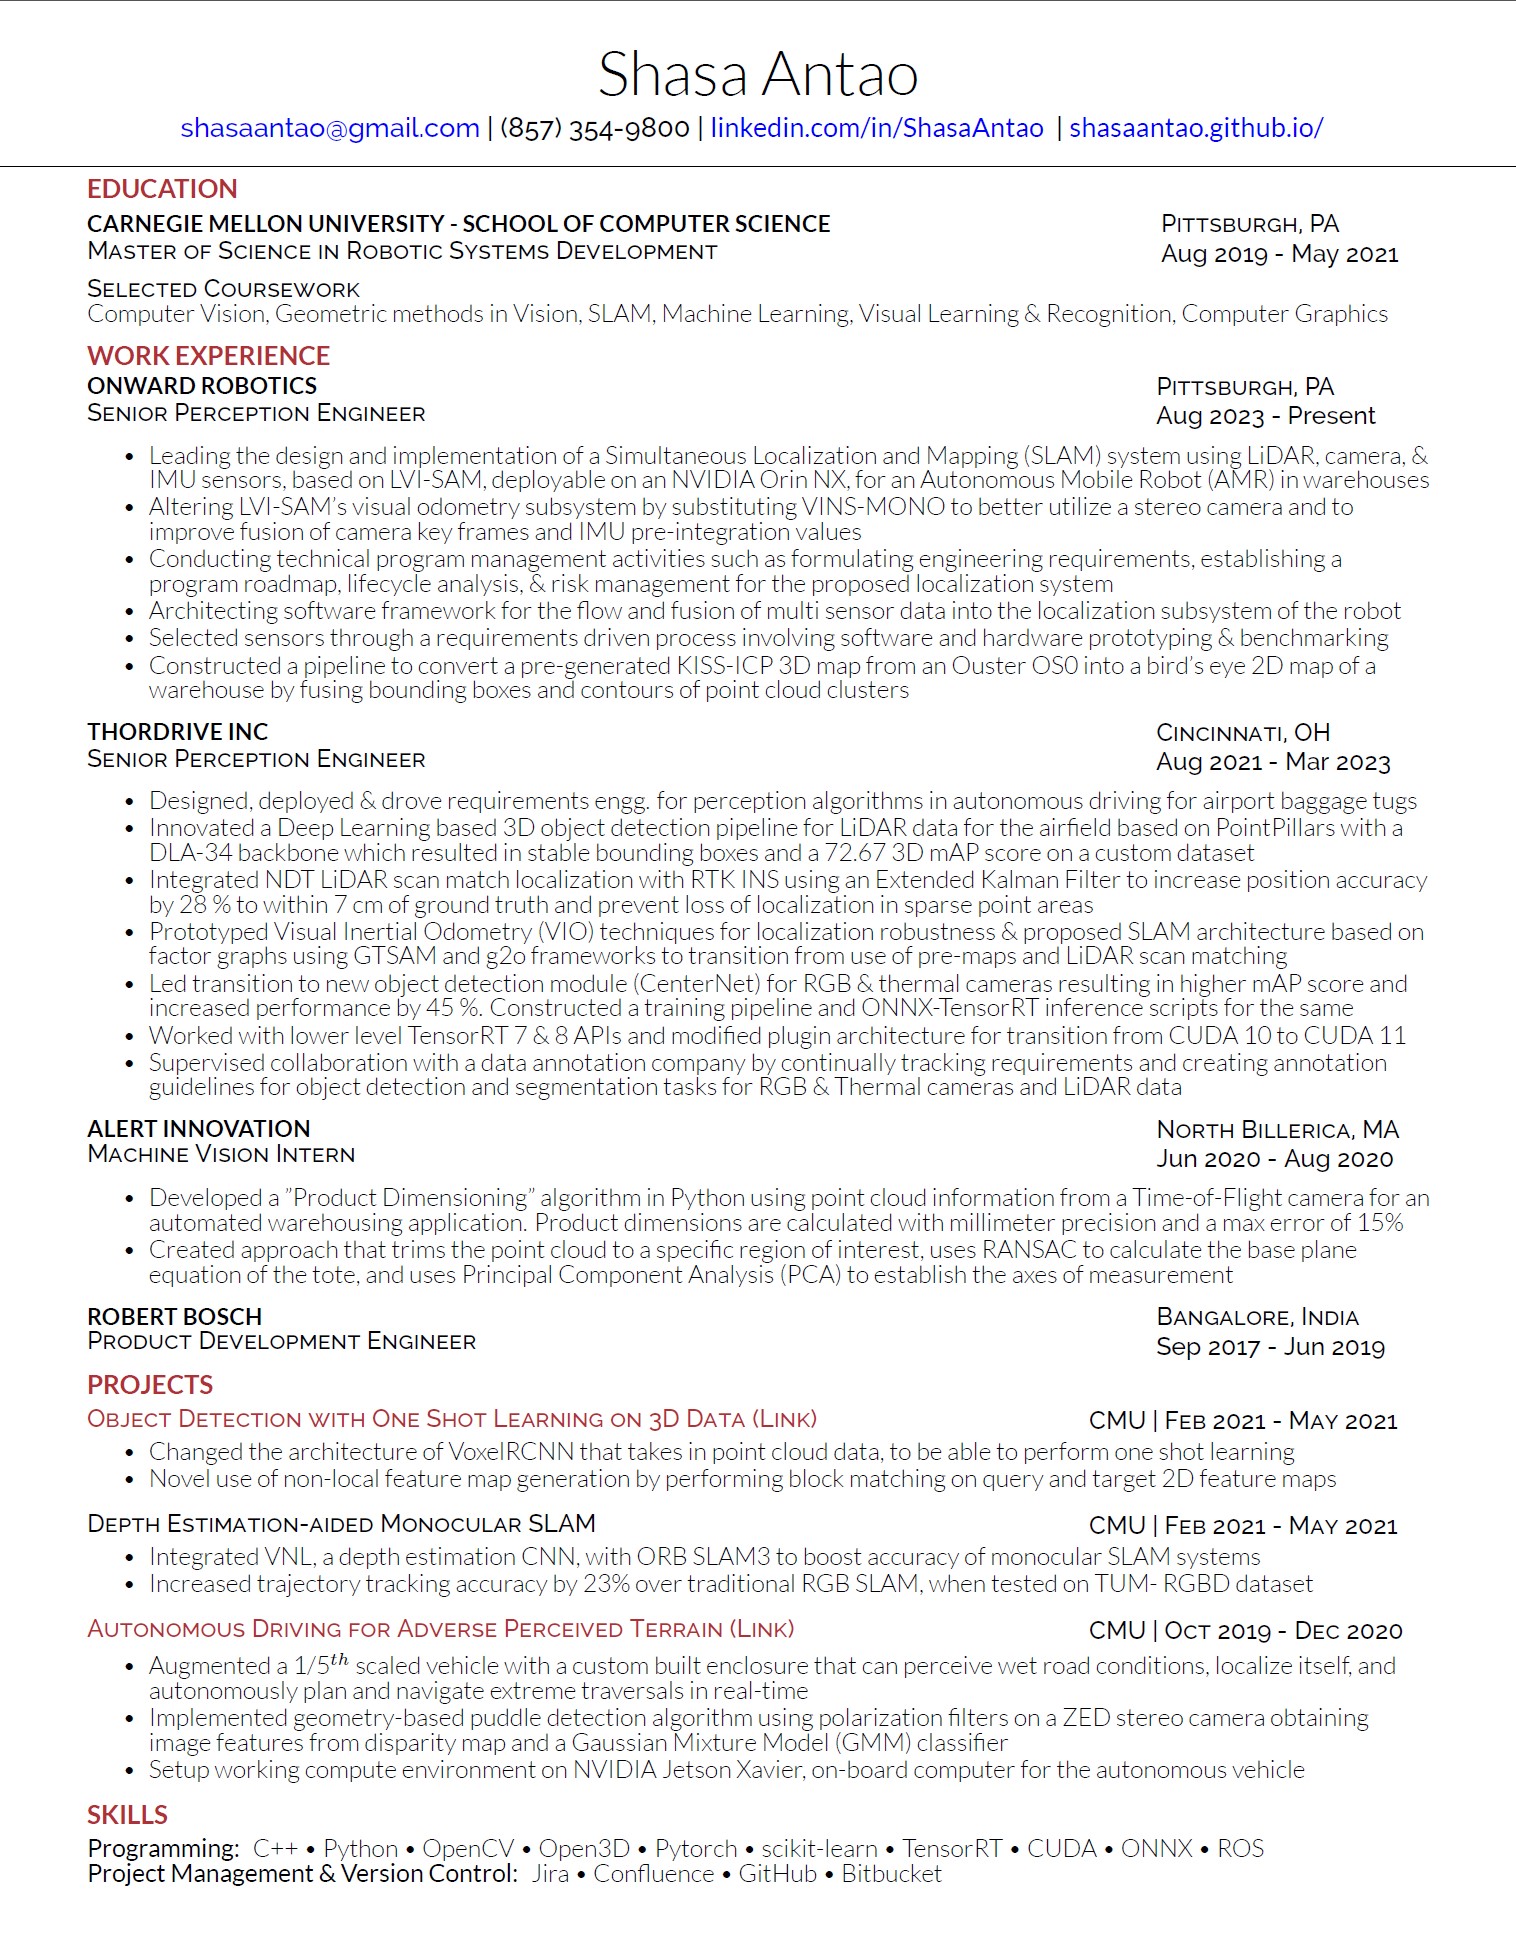 Shasa Antao
shasaantao@gmail.com | (857) 354-9800 | linkedin.com/in/ShasaAntao | shasaantao.github.io/
EDUCATION
CARNEGIE MELLON UNIVERSITY - SCHOOL OF COMPUTER SCIENCE
PITTSBURGH, PA
MASTER OF SCIENCE IN ROBOTIC SYSTEMS DEVELOPMENT
Aug 2019 - May 2021
SELECTED COURSEWORK
Computer Vision, Geometric methods in Vision, SLAM, Machine Learning, Visual Learning & Recognition, Computer Graphics
WORK EXPERIENCE
ONWARD ROBOTICS
PITTSBURGH, PA
SENIOR PERCEPTION ENGINEER
Aug 2023 - Present
• Leading the design and implementation of a Simultaneous Localization and Mapping (SLAM) system using LiDAR, camera, &
IMU sensors, based on LVI-SAM, deployable on an NVIDIA Orin NX, for an Autonomous Mobile Robot (AMR) in warehouses
• Altering LVI-SAM's visual odometry subsystem by substituting VINS-MONO to better utilize a stereo camera and to
improve fusion of camera key frames and IMU pre-integration values
• Conducting technical program management activities such as formulating engineering requirements, establishing a
program roadmap, lifecycle analysis, & risk management for the proposed localization system
• Architecting software framework for the flow and fusion of multi sensor data into the localization subsystem of the robot
• Selected sensors through a requirements driven process involving software and hardware prototyping & benchmarking
• Constructed a pipeline to convert a pre-generated KISS-ICP 3D map from an Ouster OS0 into a bird's eye 2D map of a
warehouse by fusing bounding boxes and contours of point cloud clusters
THORDRIVE INC
CINCINNATI, OH
SENIOR PERCEPTION ENGINEER
Aug 2021 - Mar 2023
• Designed, deployed & drove requirements engg. for perception algorithms in autonomous driving for airport baggage tugs
• Innovated a Deep Learning based 3D object detection pipeline for LiDAR data for the airfield based on PointPillars with a
DLA-34 backbone which resulted in stable bounding boxes and a 72.67 3D mAP score on a custom dataset
• Integrated NDT LiDAR scan match localization with RTK INS using an Extended Kalman Filter to increase position accuracy
by 28 % to within 7 cm of ground truth and prevent loss of localization in sparse point areas
• Prototyped Visual Inertial Odometry (VIO) techniques for localization robustness & proposed SLAM architecture based on
factor graphs using GTSAM and g2o frameworks to transition from use of pre-maps and LiDAR scan matching
• Led transition to new object detection module (CenterNet) for RGB & thermal cameras resulting in higher mAP score and
increased performance by 45 %. Constructed a training pipeline and ONNX-TensorRT inference scripts for the same
• Worked with lower level TensorRT 7 & 8 APIs and modified plugin architecture for transition from CUDA 10 to CUDA 11
• Supervised collaboration with a data annotation company by continually tracking requirements and creating annotation
guidelines for object detection and segmentation tasks for RGB & Thermal cameras and LiDAR data
ALERT INNOVATION
NORTH BILLERICA, MA
MACHINE VISION INTERN
Jun 2020 - Aug 2020
• Developed a ”Product Dimensioning” algorithm in Python using point cloud information from a Time-of-Flight camera for an
automated warehousing application. Product dimensions are calculated with millimeter precision and a max error of 15%
• Created approach that trims the point cloud to a specific region of interest, uses RANSAC to calculate the base plane
equation of the tote, and uses Principal Component Analysis (PCA) to establish the axes of measurement
ROBERT BOSCH
BANGALORE, INDIA
PRODUCT DEVELOPMENT ENGINEER
Sep 2017 - Jun 2019
PROJECTS
OBJECT DETECTION WITH ONE SHOT LEARNING ON 3D DATA (LINK)
CMU | FEB 2021 - MAY 2021
• Changed the architecture of VoxelRCNN that takes in point cloud data, to be able to perform one shot learning
• Novel use of non-local feature map generation by performing block matching on query and target 2D feature maps
DEPTH ESTIMATION-AIDED MONOCULAR SLAM
CMU | FEB 2021 - MAY 2021
• Integrated VNL, a depth estimation CNN, with ORB SLAM3 to boost accuracy of monocular SLAM systems
• Increased trajectory tracking accuracy by 23% over traditional RGB SLAM, when tested on TUM- RGBD dataset
AUTONOMOUS DRIVING FOR ADVERSE PERCEIVED TERRAIN (LINK)
CMU | OCT 2019 - DEC 2020
• Augmented a 1/5th scaled vehicle with a custom built enclosure that can perceive wet road conditions, localize itself, and
autonomously plan and navigate extreme traversals in real-time
• Implemented geometry-based puddle detection algorithm using polarization filters on a ZED stereo camera obtaining
image features from disparity map and a Gaussian Mixture Model (GMM) classifier
• Setup working compute environment on NVIDIA Jetson Xavier, on-board computer for the autonomous vehicle
SKILLS
Programming: C++ • Python • OpenCV • Open3D • Pytorch • scikit-learn • TensorRT • CUDA • ONNX • ROS
Project Management & Version Control: Jira • Confluence • GitHub • Bitbucket